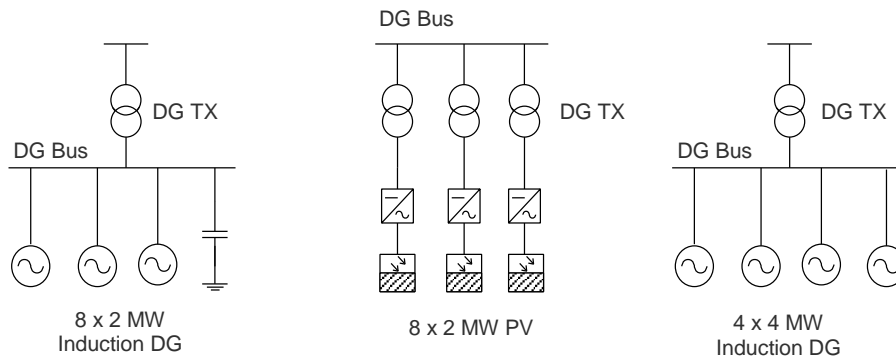 DG Bus
DG TX
DG Bus
8 x 2 MW
Induction DG
DG TX
8 x 2 MW PV
DG TX
DG Bus
4 x 4 MW
Induction DG